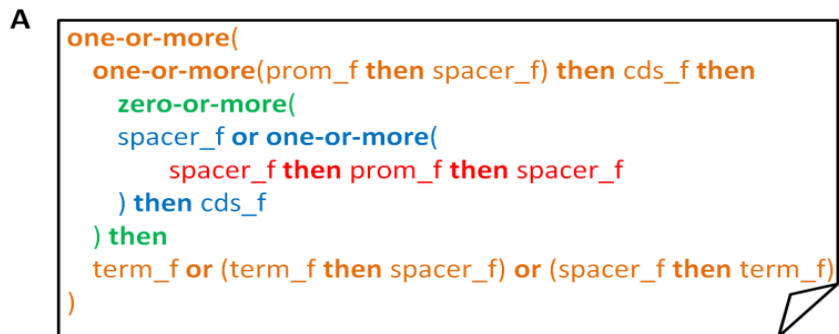 A
one-or-more(
one-or-more(prom_f then spacer_f) then cds_f then
zero-or-more(
spacer_f or one-or-more(
spacer_f then prom_f then spacer_f
) then cds_f
) then
term_f or (term_f then spacer_f) or (spacer_f then term_f)
)